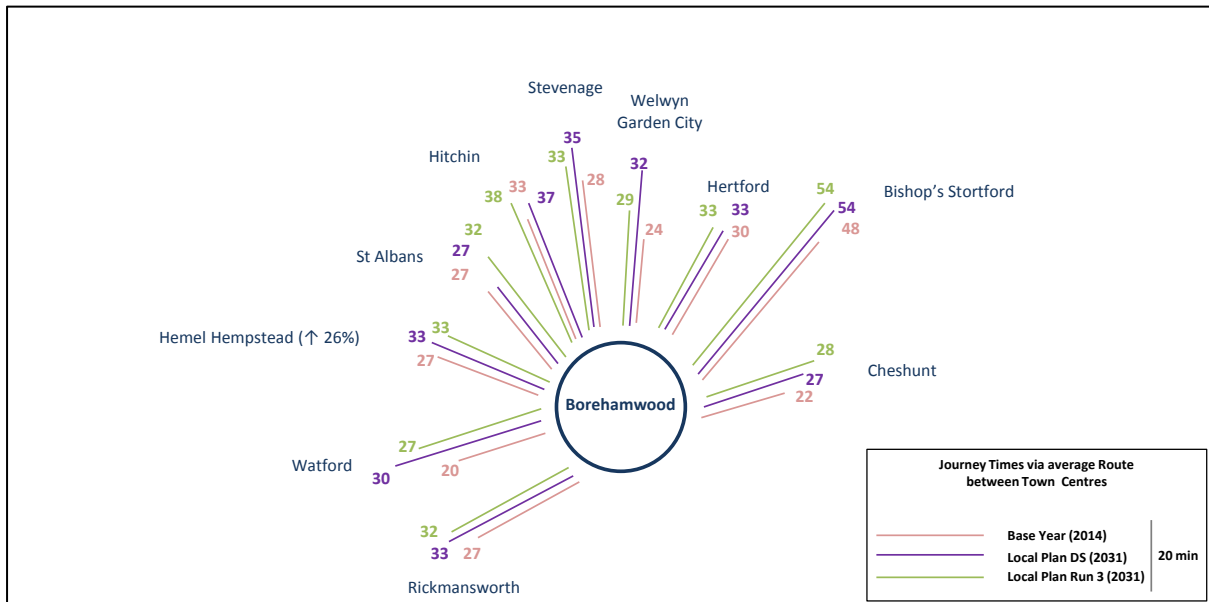 Stevenage
Welwyn
Garden City
35
33
28
32
29
24
Hitchin
38
33
37
Hertford
33
33
30
Bishop’s Stortford
54
54
48
St Albans
32
27
27
Hemel Hempstead (↑ 26%)
33
33
27
Cheshunt
28
27
22
Borehamwood
Watford
27
30
20
Rickmansworth
32
33
27
Journey Times via average Route
between Town Centres
Base Year (2014)
Local Plan DS (2031)
Local Plan Run 3 (2031)
20 min